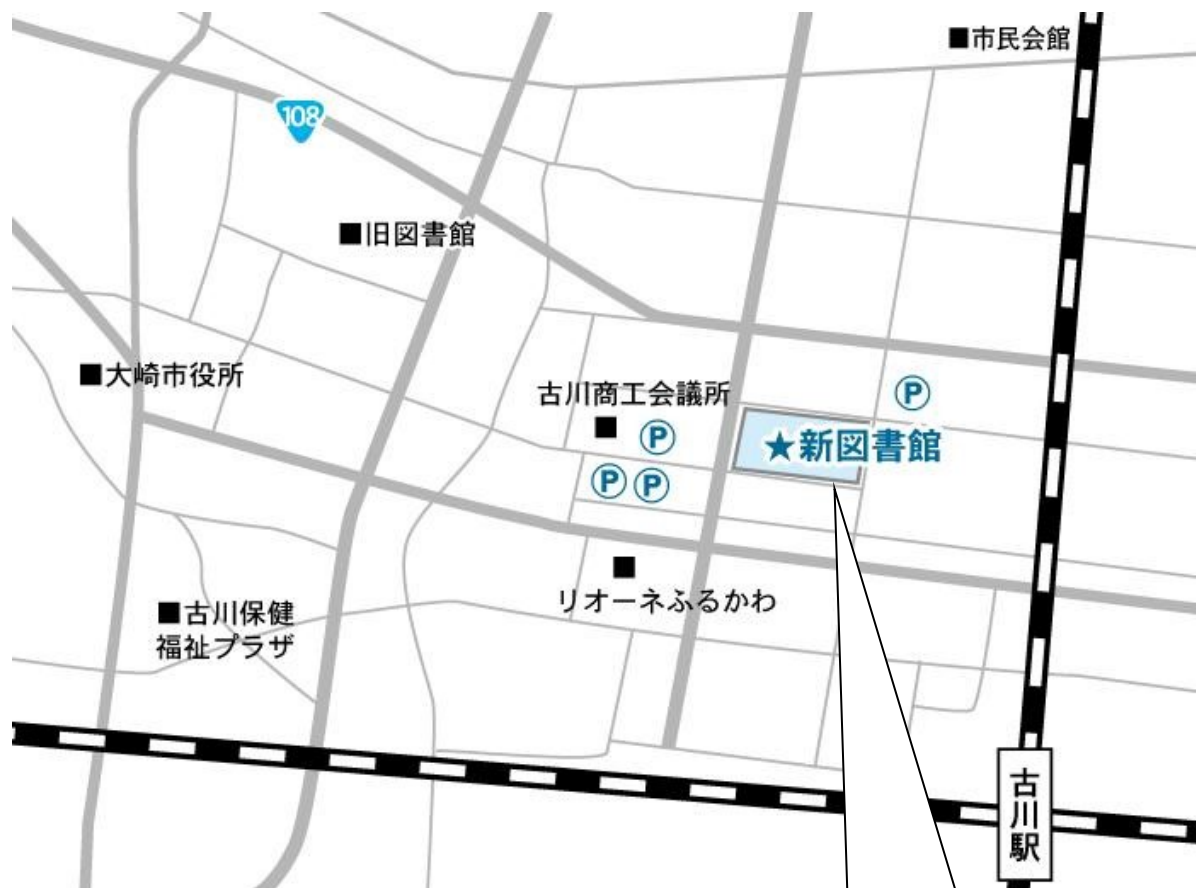 ■市民会館
108
■旧図書館
■大崎市役所
古川商工会議所
■
P
P
★新図書館
P P
■
リオーネふるかわ
■古川保健
福祉プラザ
古川駅